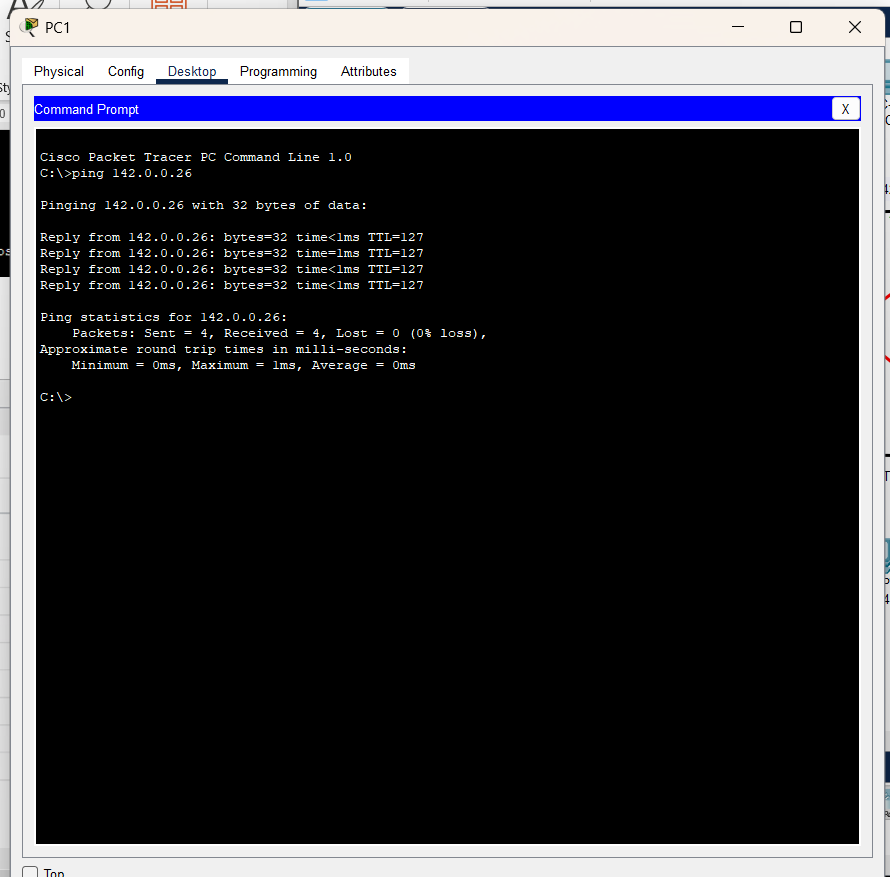 PC1
Physical Config Desktop Programming Attributes
Command Prompt
X
Cisco Packet Tracer PC Command Line 1.0
C:\>ping 142.0.0.26
Pinging 142.0.0.26 with 32 bytes of data:
Reply from 142.0.0.26: bytes=32 time<1ms TTL=127
Reply from 142.0.0.26: bytes=32 time=1ms TTL=127
Reply from 142.0.0.26: bytes=32 time<1ms TTL=127
Reply from 142.0.0.26: bytes=32 time<1ms TTL=127
Ping statistics for 142.0.0.26:
Packets: Sent = 4, Received = 4, Lost = 0 (0% loss),
Approximate round trip times in milli-seconds:
Minimum = 0ms, Maximum = 1ms, Average = 0ms
C:\>
Top